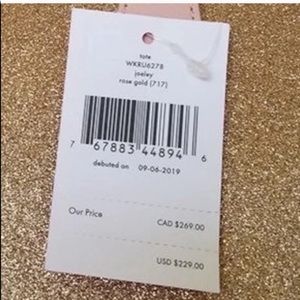 tote
WKRU6278
joeley
rose gold (717)
7 67883 44894 6
debuted on 09-06-2019
Our Price
CAD $269.00
USD $229.00